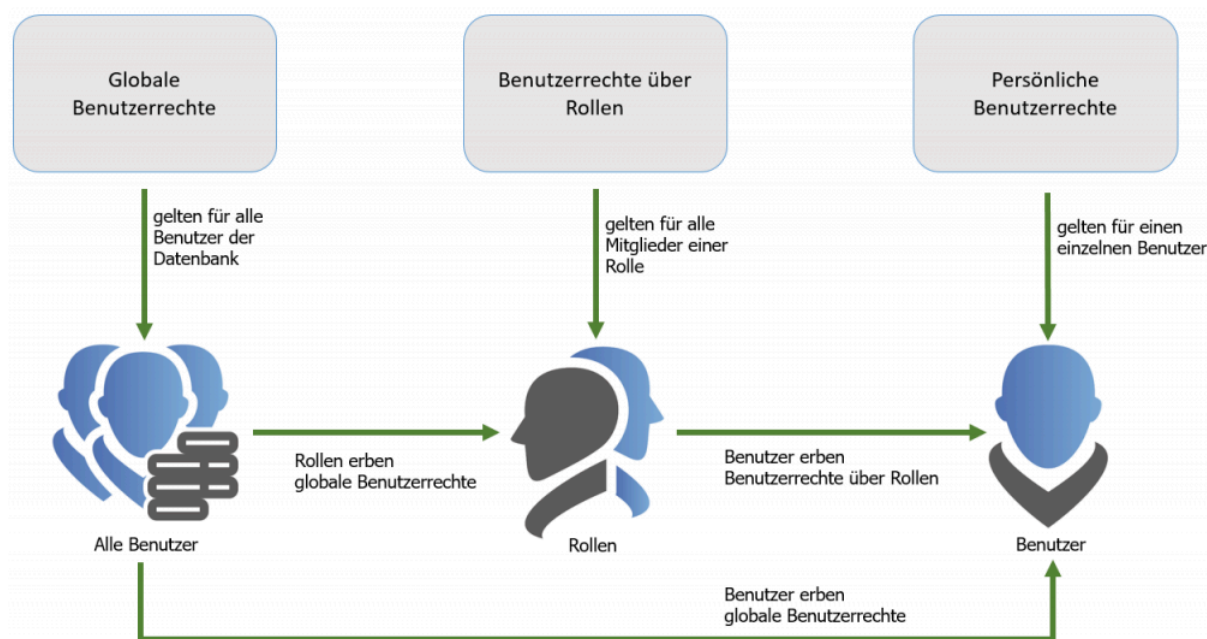 Globale
Benutzerrechte
Benutzerrechte über
Rollen
Persönliche
Benutzerrechte
gelten für alle
Benutzer der
Datenbank
gelten für alle
Mitglieder einer
Rolle
gelten für einen
einzelnen Benutzer
Rollen erben
globale Benutzerrechte
Benutzer erben
Benutzerrechte über Rollen
Alle Benutzer
Rollen
Benutzer
Benutzer erben
globale Benutzerrechte